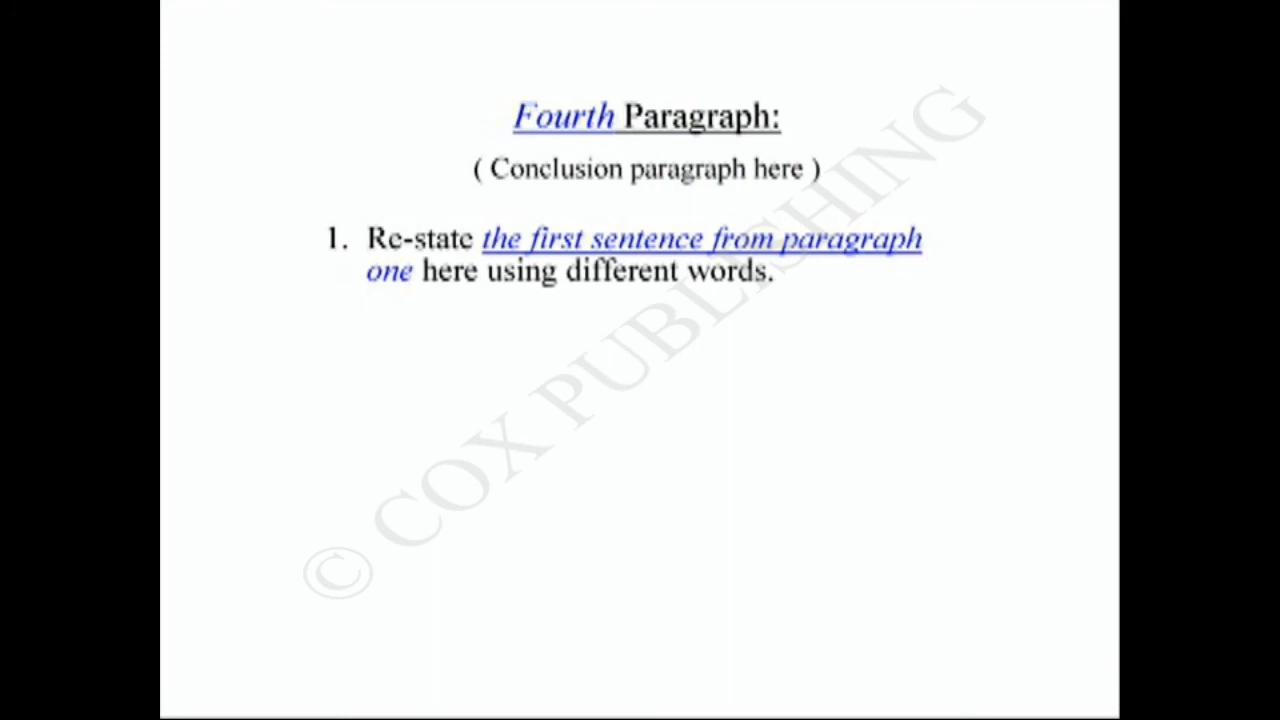 Fourth Paragraph:
( Conclusion paragraph here )
1. Re-state the first sentence from paragraph
one here using different words.
© COX PUBLISHING